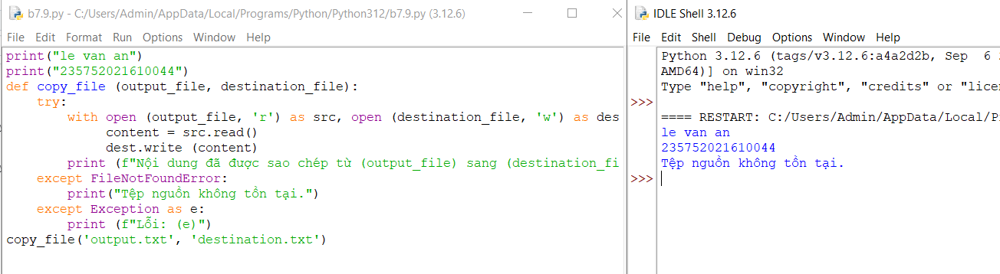 b7.9.py - C:/Users/Admin/AppData/Local/Programs/Python/Python312/b7.9.py (3.12.6)
File Edit Format Run Options Window Help
print("le van an")
print("235752021610044")
def copy_file (output_file, destination_file):
    try:
        with open (output_file, 'r') as src, open (destination_file, 'w') as des
             content = src.read()
             dest.write (content)
        print (f"Nội dung đã được sao chép từ (output_file) sang (destination_fi
    except FileNotFoundError:
        print("Tệp nguồn không tồn tại.")
    except Exception as e:
        print (f"Lỗi: (e)")
copy_file('output.txt', 'destination.txt')
IDLE Shell 3.12.6
File Edit Shell Debug Options Window Help
Python 3.12.6 (tags/v3.12.6:a4a2d2b, Sep  6
AMD64)] on win32
Type "help", "copyright", "credits" or "licen
>>>
==== RESTART: C:/Users/Admin/AppData/Local/P
le van an
235752021610044
Tệp nguồn không tồn tại.
>>>